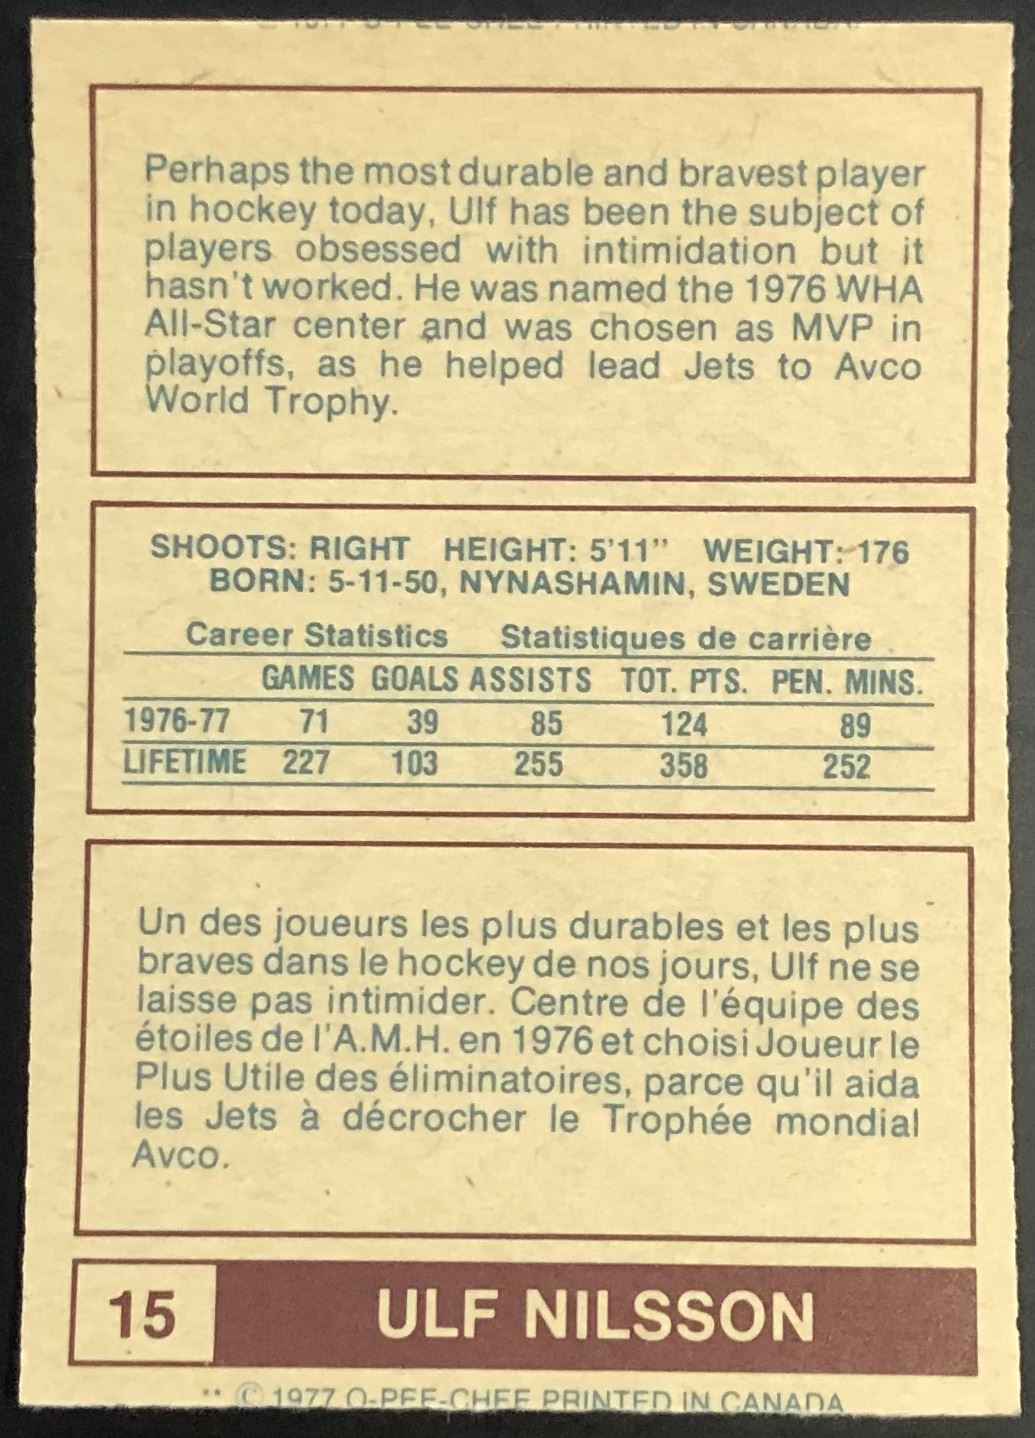 Perhaps the most durable and bravest player
in hockey today, Ulf has been the subject of
players obsessed with intimidation but it
hasn't worked. He was named the 1976 WHA
All-Star center and was chosen as MVP in
playoffs, as he helped lead Jets to Avco
World Trophy.
SHOOTS: RIGHT HEIGHT: 5'11" WEIGHT: 176
BORN: 5-11-50, NYNASHAMIN, SWEDEN
Career Statistics Statistiques de carrière
GAMES GOALS ASSISTS TOT. PTS. PEN. MINS.
1976-77 71 39 85 124 89
LIFETIME 227 103 255 358 252
Un des joueurs les plus durables et les plus
braves dans le hockey de nos jours, Ulf ne se
laisse pas intimider. Centre de l'équipe des
étoiles de l'A.M.H. en 1976 et choisi Joueur le
Plus Utile des éliminatoires, parce qu'il aida
les Jets à décrocher le Trophée mondial
Avco.
15 ULF NILSSON
** © 1977 O-PEE-CHEE PRINTED IN CANADA